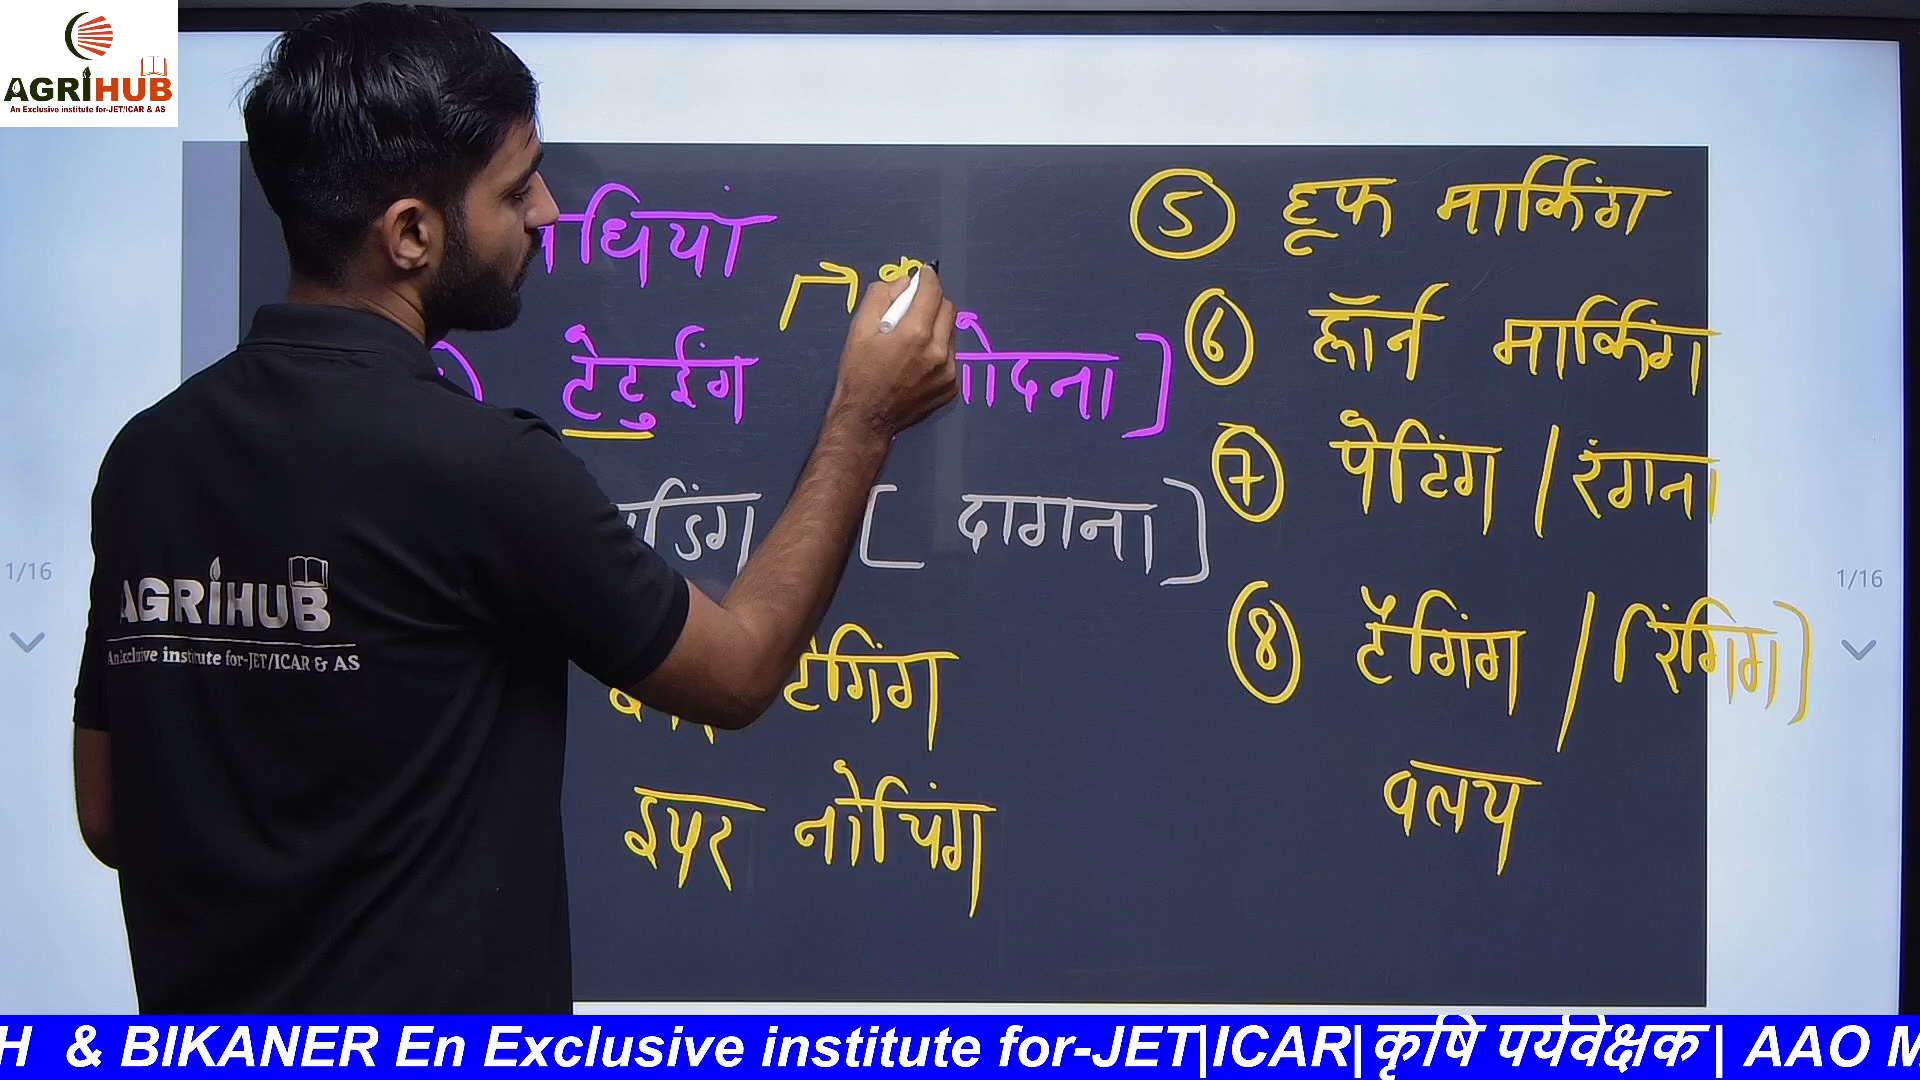 AGRIHUB
An Exclusive institute for-JET/ICAR & AS
टेटुईंग गोदना ]
[ दागना ]
टैगिंग
इयर नोचिंग
⑤ हूफ मार्किंग
⑥ हॉर्न मार्किंग
⑦ पेटिंग / रंगना
⑧ टैगिंग / [रिंगिंग]
वलय
1/16
1/16
AGRIHUB
An Exclusive institute for-JET/ICAR & AS
H & BIKANER En Exclusive institute for-JET|ICAR|कृषि पर्यवेक्षक | AAO M